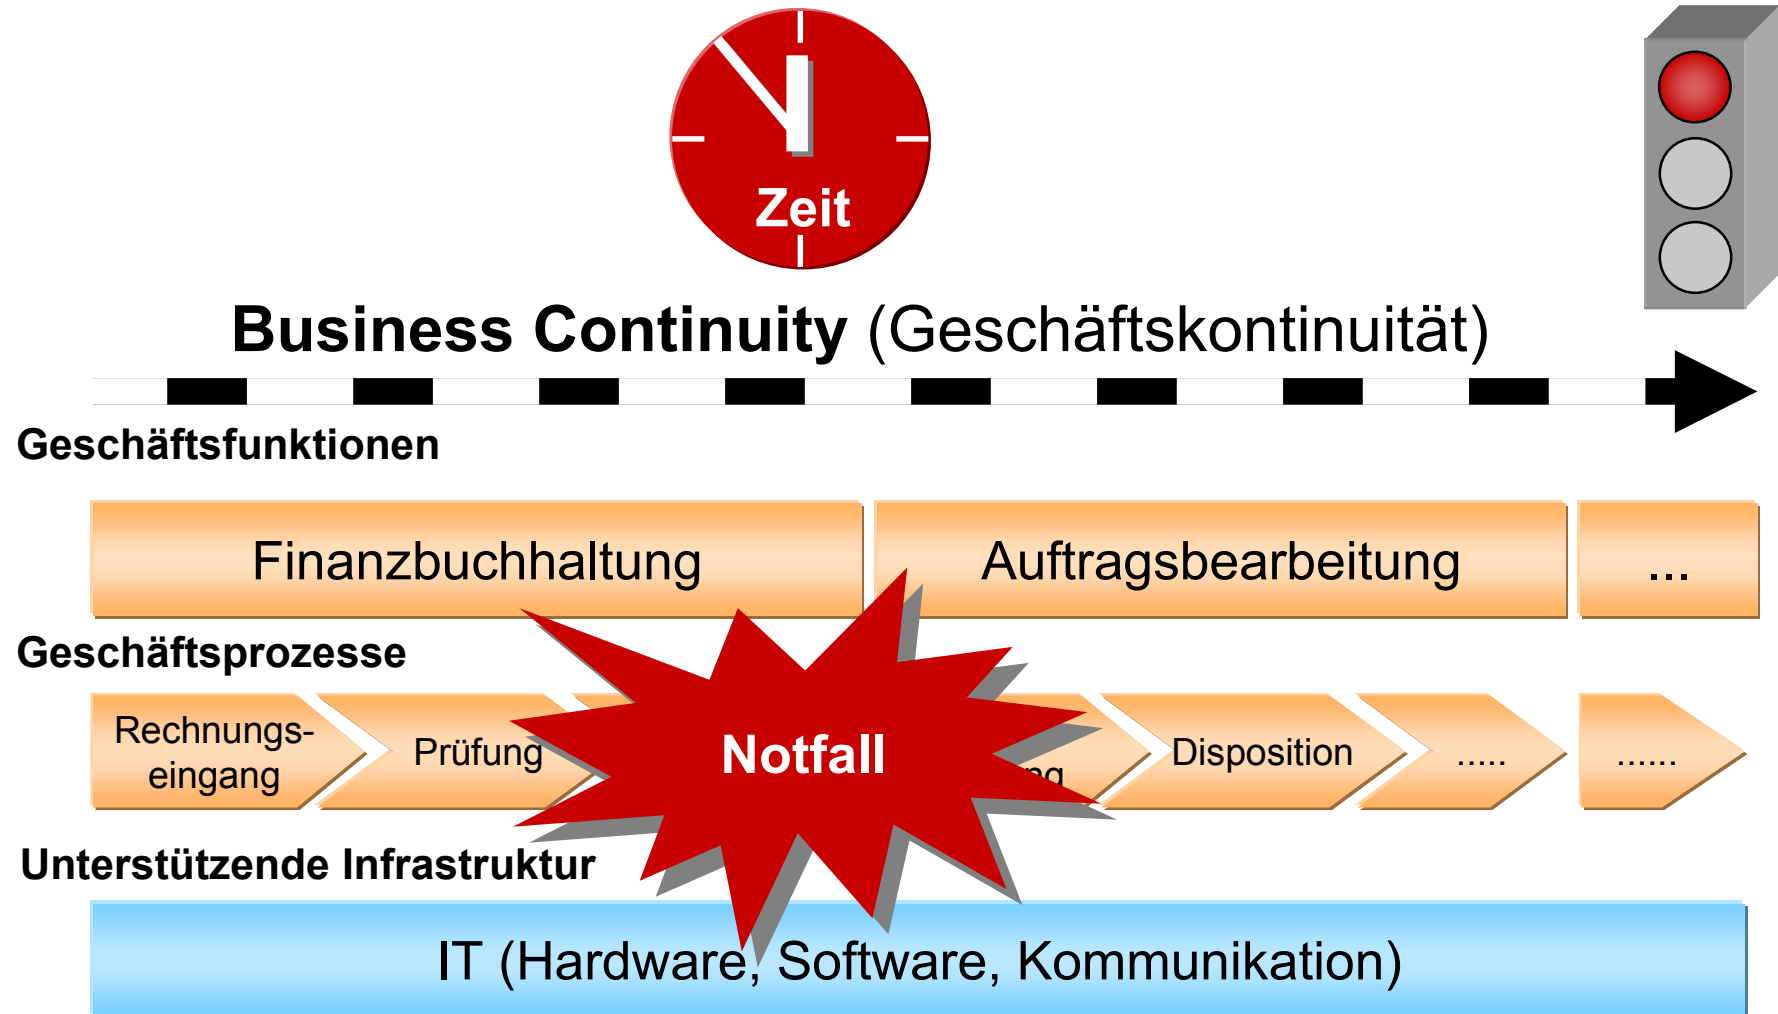 Zeit
Business Continuity (Geschäftskontinuität)
Geschäftsfunktionen
Finanzbuchhaltung
Auftragsbearbeitung
...
Geschäftsprozesse
Rechnungs-
eingang
Prüfung
Notfall
Disposition
.....
......
Unterstützende Infrastruktur
IT (Hardware, Software, Kommunikation)